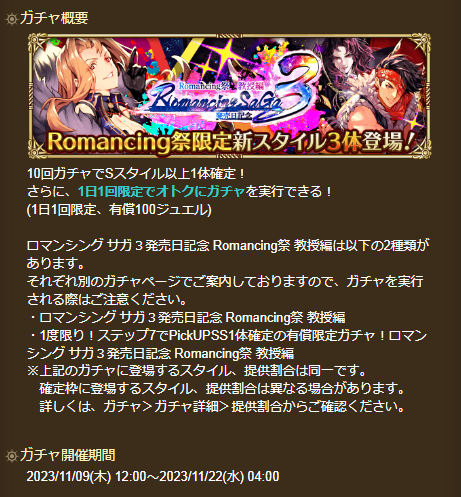 ガチャ概要
Romancing祭 教授編
Romancing SaGa 3
発売日記念
Romancing祭限定新スタイル3体登場！
10回ガチャでSスタイル以上1体確定！
さらに、1日1回限定でオトクにガチャを実行できる！
(1日1回限定、有償100ジュエル)
ロマンシング サガ３発売日記念 Romancing祭 教授編は以下の2種類が
あります。
それぞれ別のガチャページでご案内しておりますので、ガチャを実行
される際はご注意ください。
・ロマンシング サガ３発売日記念 Romancing祭 教授編
・1度限り！ステップ7でPickUPSS1体確定の有償限定ガチャ！ロマン
シング サガ３発売日記念 Romancing祭 教授編
※上記のガチャに登場するスタイル、提供割合は同一です。
確定枠に登場するスタイル、提供割合は異なる場合があります。
詳しくは、ガチャ＞ガチャ詳細＞提供割合からご確認ください。
ガチャ開催期間
2023/11/09(木) 12:00～2023/11/22(水) 04:00